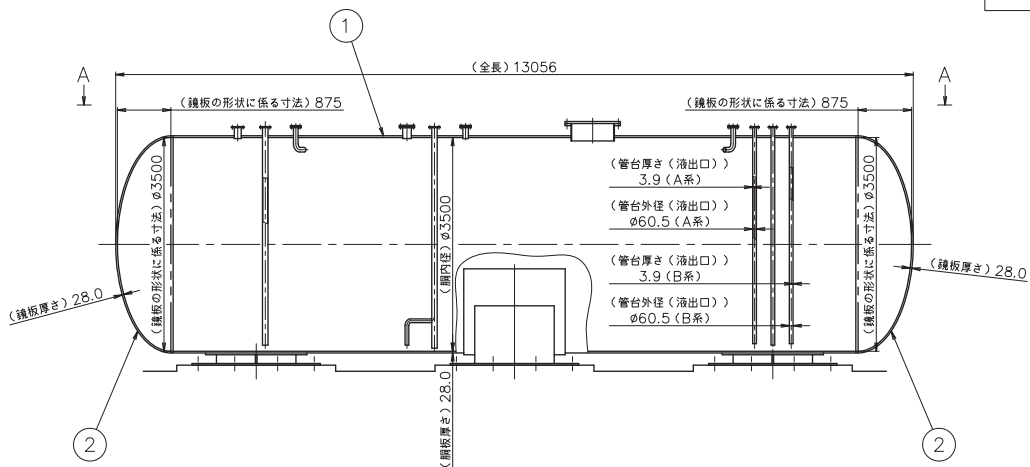 1
(全長)13056
A
A
(鏡板の形状に係る寸法)875
(鏡板の形状に係る寸法)875
(管台厚さ(液出口))
3.9(A系)
(管台外径(液出口))
ø60.5(A系)
(管台厚さ(液出口))
3.9(B系)
(管台外径(液出口))
ø60.5(B系)
(鏡板の形状に係る寸法)ø3500
(胴内径)ø3500
(鏡板の形状に係る寸法)ø3500
(鏡板厚さ)28.0
(鏡板厚さ)28.0
(胴板厚さ)28.0
2
2